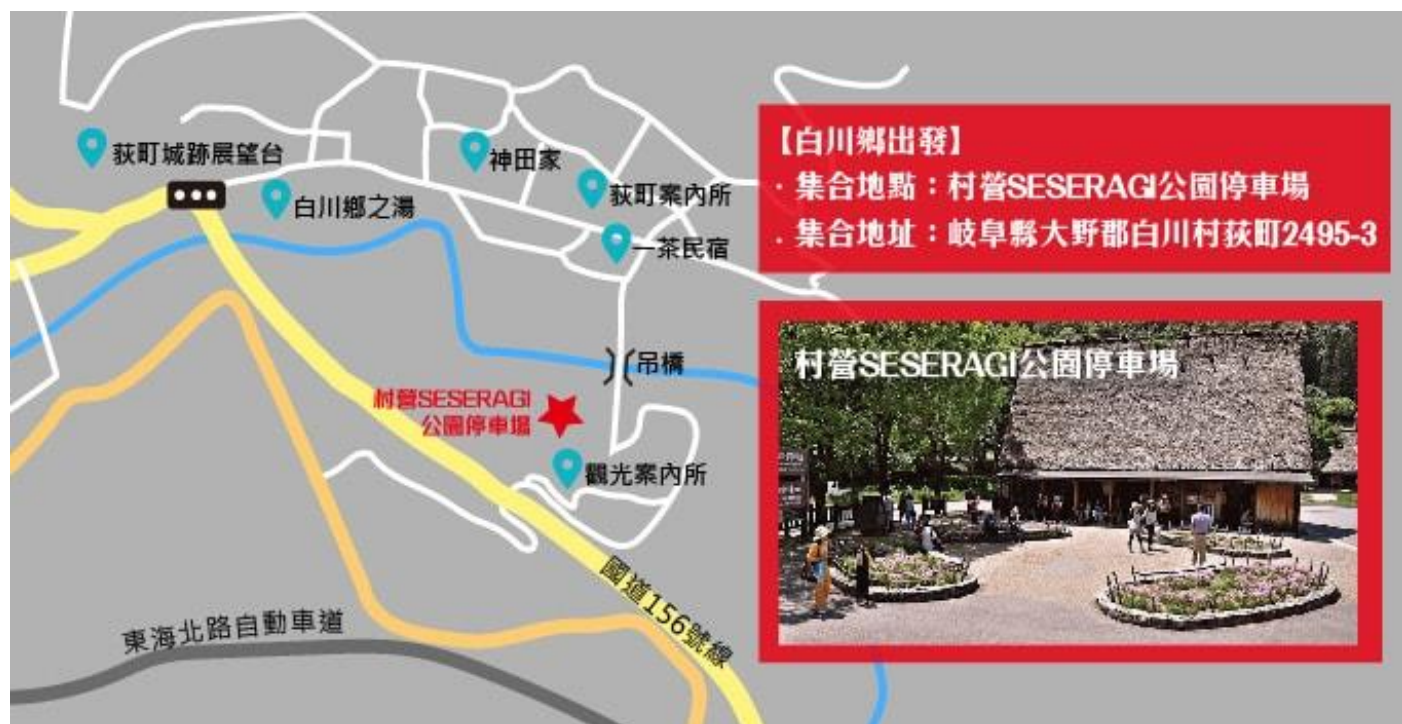 荻町城跡展望台
白川鄉之湯
神田家
荻町案內所
一茶民宿
吊橋
村營SESERAGI
公園停車場
觀光案內所
國道156號線
東海北路自動車道
【白川鄉出發】
．集合地點：村營SESERAGI公園停車場
．集合地址：岐阜縣大野郡白川村荻町2495-3
村營SESERAGI公園停車場